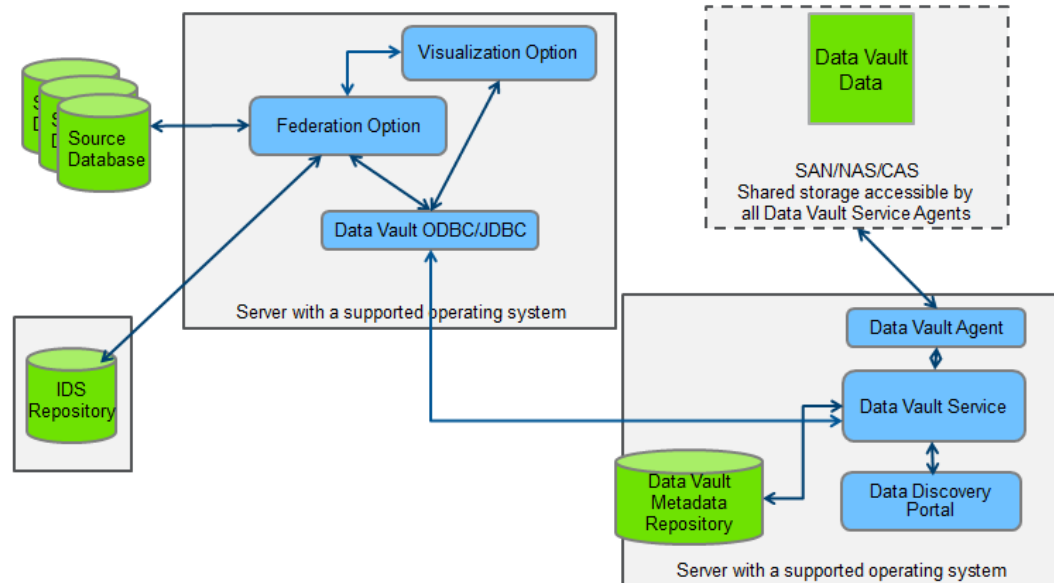 Visualization Option
Data Vault
Data
Federation Option
Source
Database
SAN/NAS/CAS
Shared storage accessible by
all Data Vault Service Agents
Data Vault ODBC/JDBC
Server with a supported operating system
Data Vault Agent
IDS
Repository
Data Vault Service
Data Vault
Metadata
Repository
Data Discovery
Portal
Server with a supported operating system